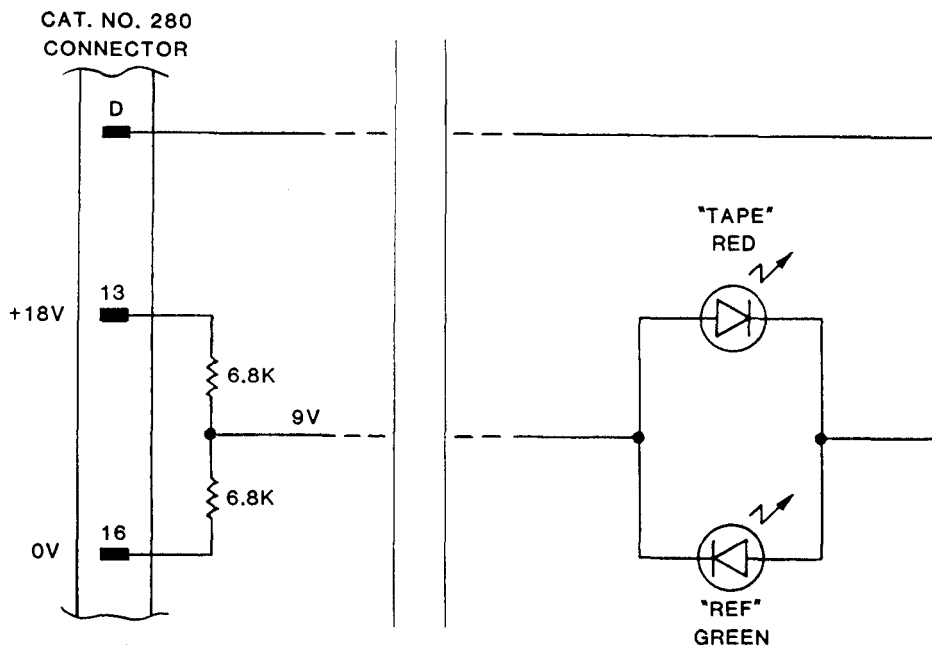 CAT. NO. 280
CONNECTOR
D
"TAPE"
RED
+18V
13
6.8K
9V
6.8K
0V
16
"REF"
GREEN